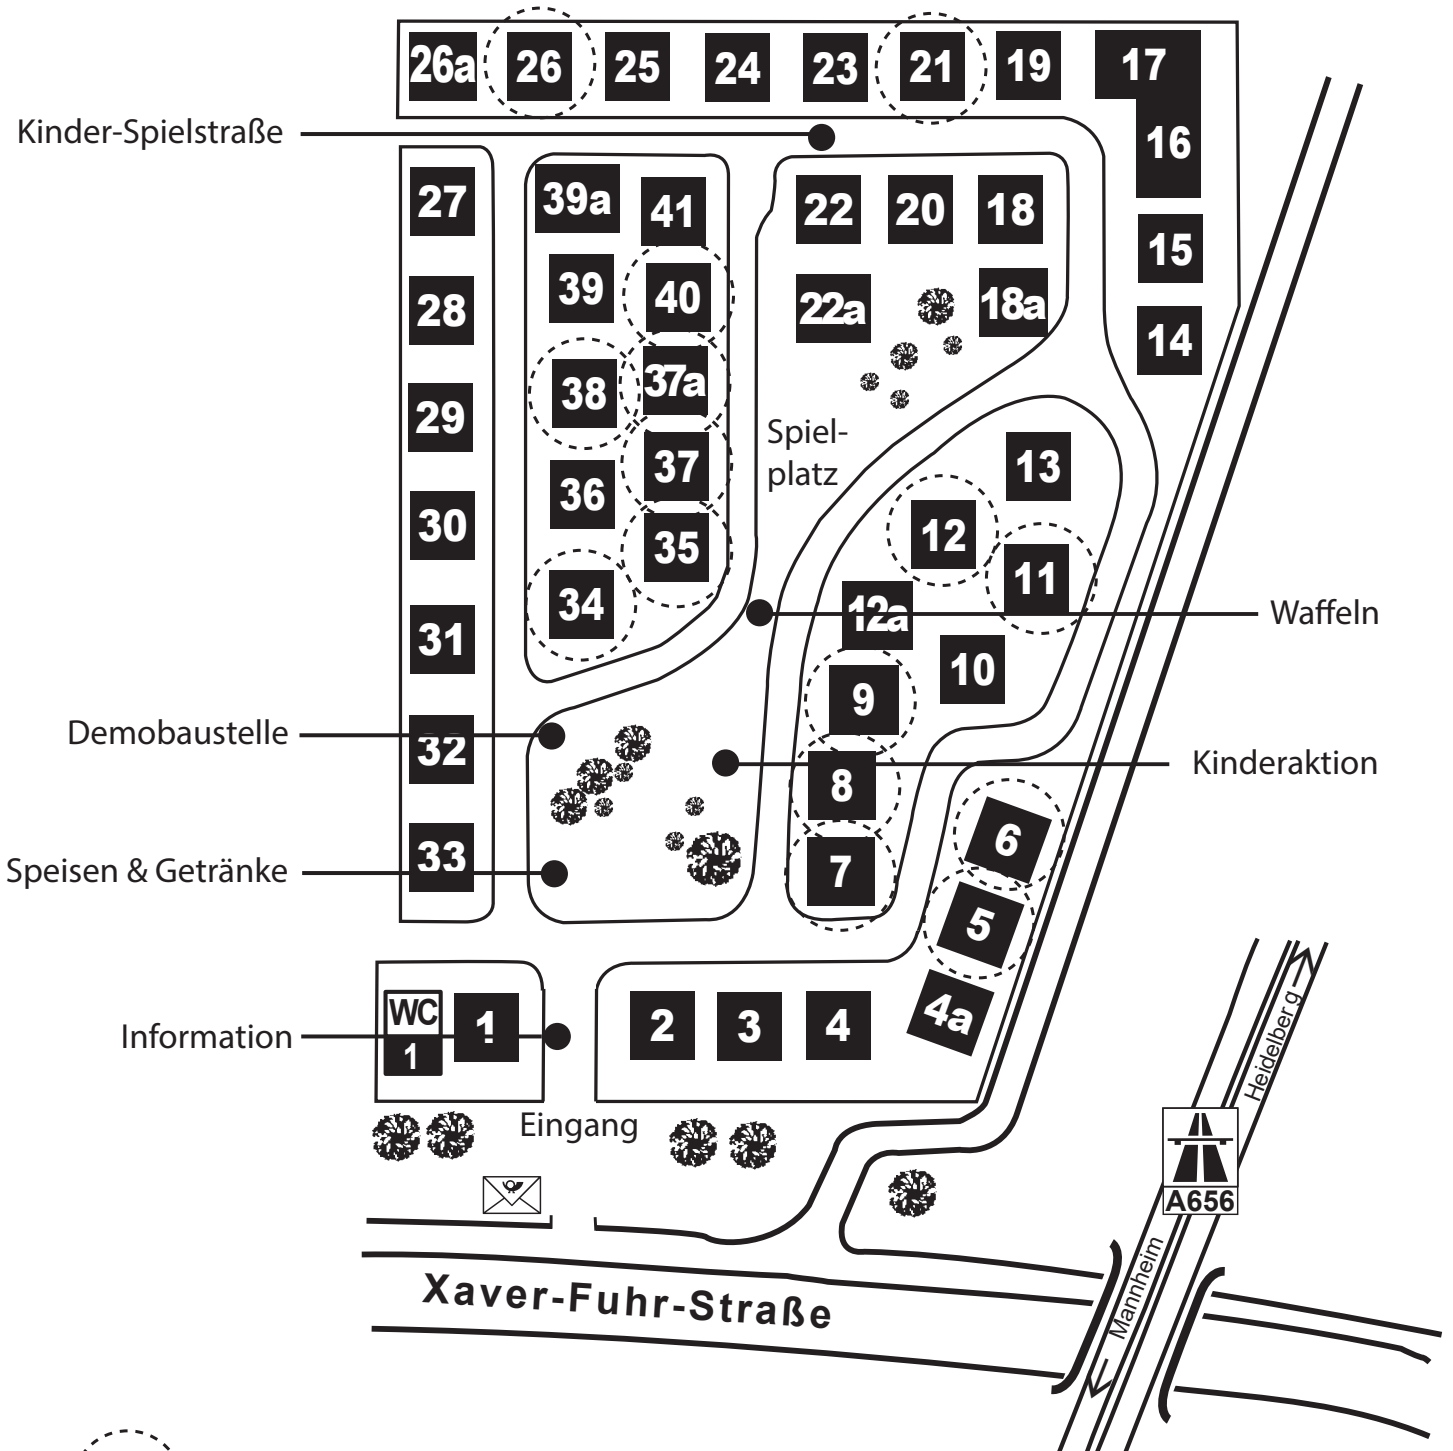 26a 26 25 24 23 21 19 17
16
Kinder-Spielstraße
27 39a 41 22 20 18
15
28 39 40 22a 18a
14
29 38 37a
Spiel-
platz
37 13
30 36 35 12 11
31 34 12a
Waffeln
10
9
Demobaustelle
32
Kinderaktion
8
6
33
Speisen & Getränke
7
5
4a
WC
1
1
2 3 4
Information
Eingang
Heidelberg
A656
Mannheim
Xaver-Fuhr-Straße